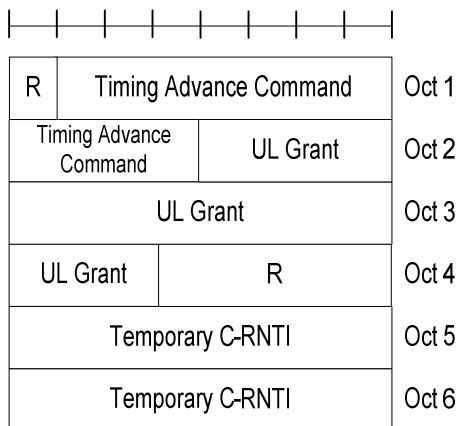 R Timing Advance Command Oct 1
Timing Advance
Command UL Grant Oct 2
UL Grant Oct 3
UL Grant R Oct 4
Temporary C-RNTI Oct 5
Temporary C-RNTI Oct 6